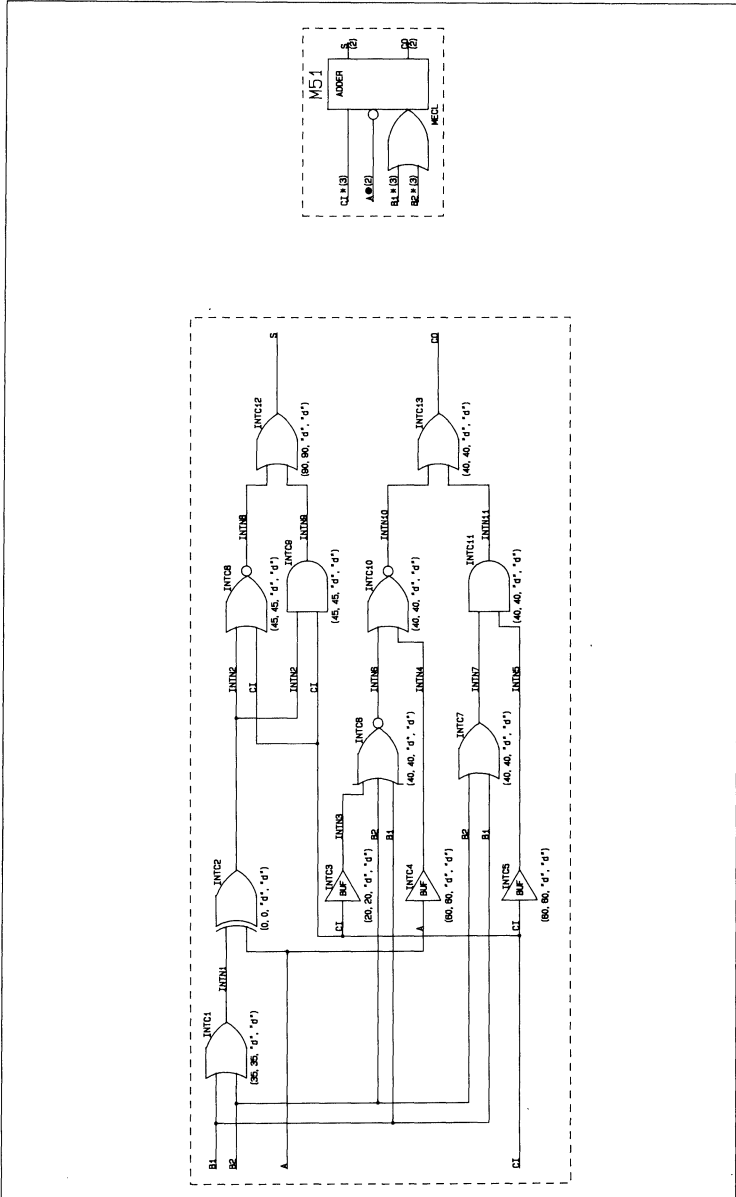 M51
ADDER
S
(2)
CO
(2)
CI*(3)
A●(2)
B1*(3)
B2*(3)
MECL
B1
B2
A
CI
INTC1
(35, 35, "d", "d")
INTN1
INTC2
(0, 0, "d", "d")
INTN2
CI
INTC8
(45, 45, "d", "d")
INTN8
INTN2
CI
INTC9
(45, 45, "d", "d")
INTN9
INTC12
(90, 90, "d", "d")
S
CI
INTC3
BUF
(20, 20, "d", "d")
INTN3
B2
B1
INTC6
(40, 40, "d", "d")
INTN6
A
INTC4
BUF
(60, 60, "d", "d")
INTN4
INTC10
(40, 40, "d", "d")
INTN10
INTC13
(40, 40, "d", "d")
CO
B2
B1
INTC7
(40, 40, "d", "d")
INTN7
CI
INTC5
BUF
(60, 60, "d", "d")
INTN5
INTC11
(40, 40, "d", "d")
INTN11